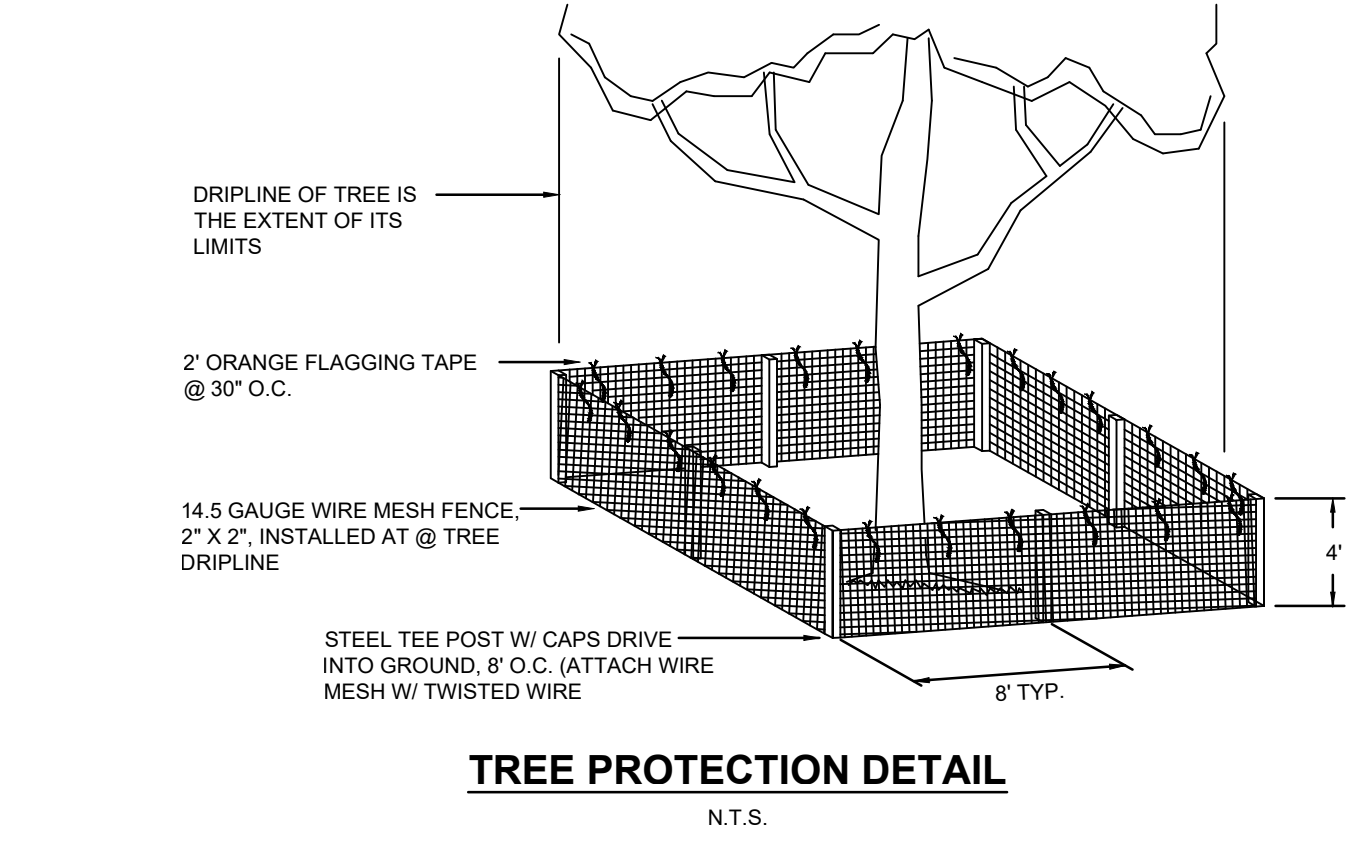 DRIPLINE OF TREE IS
THE EXTENT OF ITS
LIMITS
2' ORANGE FLAGGING TAPE
@ 30" O.C.
14.5 GAUGE WIRE MESH FENCE,
2" X 2", INSTALLED AT @ TREE
DRIPLINE
4'
STEEL TEE POST W/ CAPS DRIVE
INTO GROUND, 8' O.C. (ATTACH WIRE
MESH W/ TWISTED WIRE
8' TYP.
TREE PROTECTION DETAIL
N.T.S.